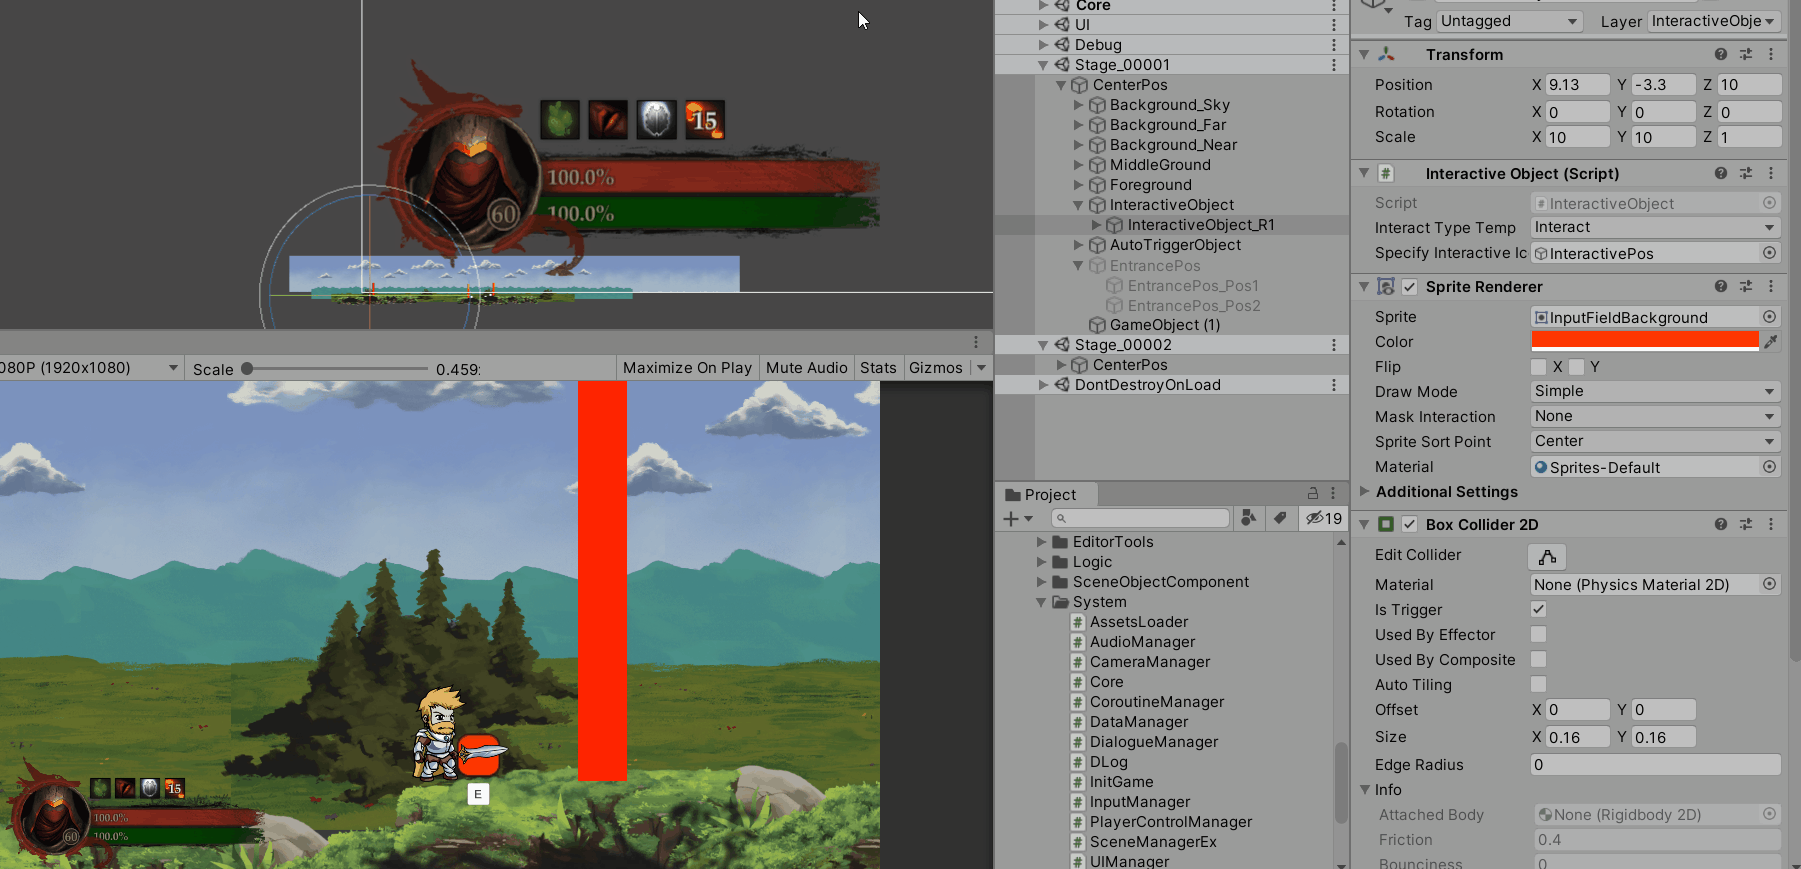 15
100.0%
100.0%
60
080P (1920x1080)
Scale
0.459
Maximize On Play
Mute Audio
Stats
Gizmos
15
100.0%
100.0%
60
E
Core
UI
Debug
Stage_00001
CenterPos
Background_Sky
Background_Far
Background_Near
MiddleGround
Foreground
InteractiveObject
InteractiveObject_R1
AutoTriggerObject
EntrancePos
EntrancePos_Pos1
EntrancePos_Pos2
GameObject (1)
Stage_00002
CenterPos
DontDestroyOnLoad
Project
19
EditorTools
Logic
SceneObjectComponent
System
AssetsLoader
AudioManager
CameraManager
Core
CoroutineManager
DataManager
DialogueManager
DLog
InitGame
InputManager
PlayerControlManager
SceneManagerEx
UIManager
Tag Untagged Layer InteractiveObje
Transform
Position X 9.13 Y -3.3 Z 10
Rotation X 0 Y 0 Z 0
Scale X 10 Y 10 Z 1
# Interactive Object (Script)
Script # InteractiveObject
Interact Type Temp Interact
Specify Interactive Ic InteractivePos
Sprite Renderer
Sprite InputFieldBackground
Color
Flip X Y
Draw Mode Simple
Mask Interaction None
Sprite Sort Point Center
Material Sprites-Default
Additional Settings
Box Collider 2D
Edit Collider
Material None (Physics Material 2D)
Is Trigger
Used By Effector
Used By Composite
Auto Tiling
Offset X 0 Y 0
Size X 0.16 Y 0.16
Edge Radius 0
Info
Attached Body None (Rigidbody 2D)
Friction 0.4
Bounciness 0